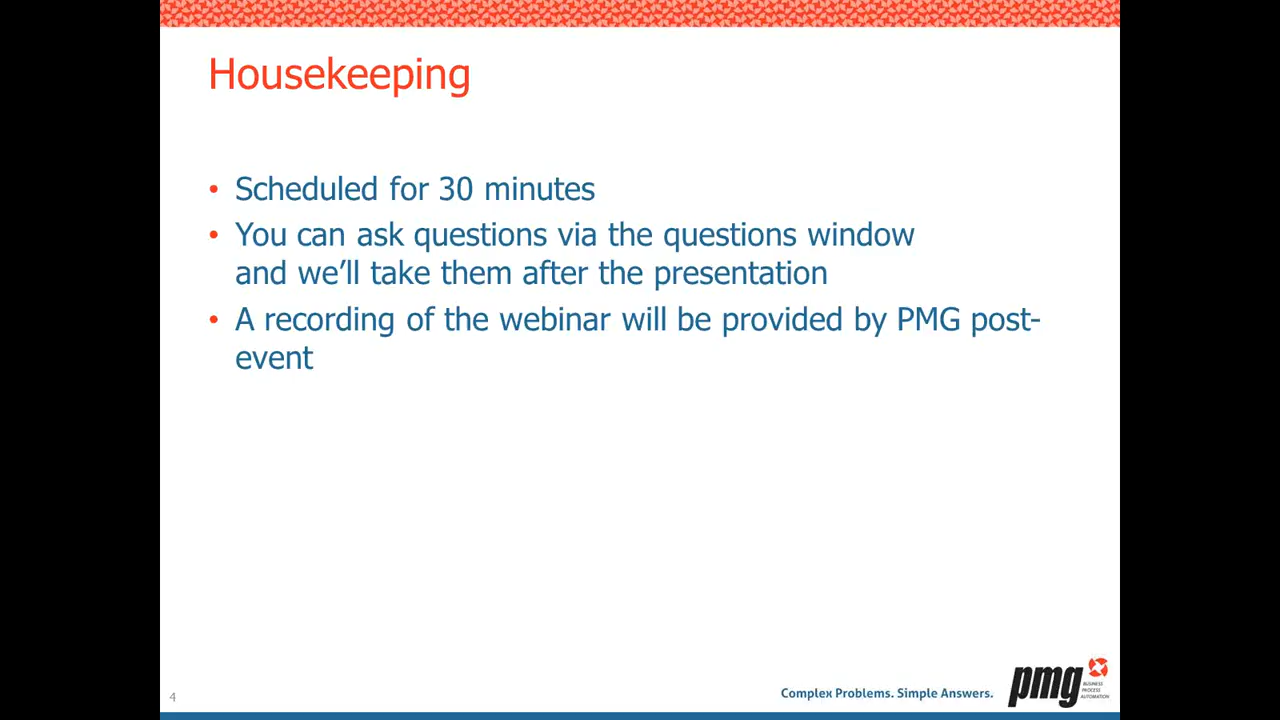 Housekeeping
• Scheduled for 30 minutes
• You can ask questions via the questions window
and we’ll take them after the presentation
• A recording of the webinar will be provided by PMG post-
event
4
Complex Problems. Simple Answers.
pmg
BUSINESS
PROCESS
AUTOMATION